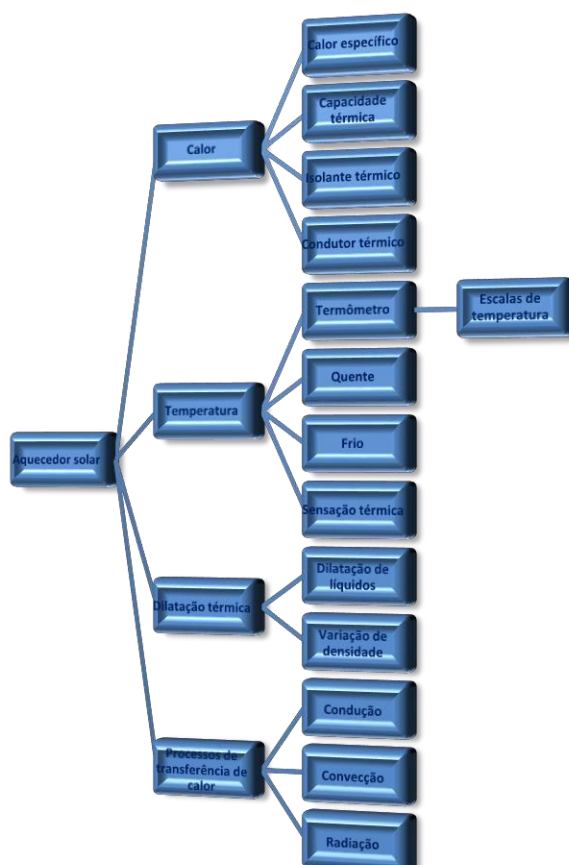 Calor específico
Capacidade
térmica
Calor
Isolante térmico
Condutor térmico
Termômetro
Escalas de
temperatura
Quente
Temperatura
Frio
Aquecedor solar
Sensação térmica
Dilatação de
líquidos
Dilatação térmica
Variação de
densidade
Condução
Processos de
transferência de
calor
Convecção
Radiação